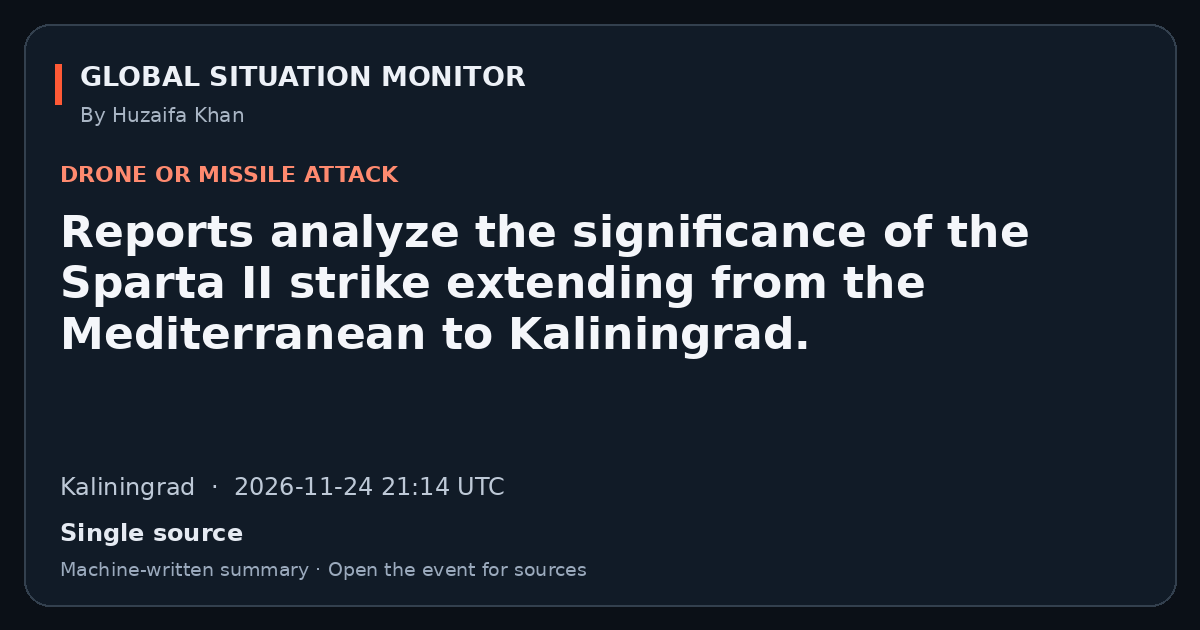 GLOBAL SITUATION MONITOR
By Huzaifa Khan
DRONE OR MISSILE ATTACK
Reports analyze the significance of the
Sparta II strike extending from the
Mediterranean to Kaliningrad.
Kaliningrad · 2026-11-24 21:14 UTC
Single source
Machine-written summary · Open the event for sources